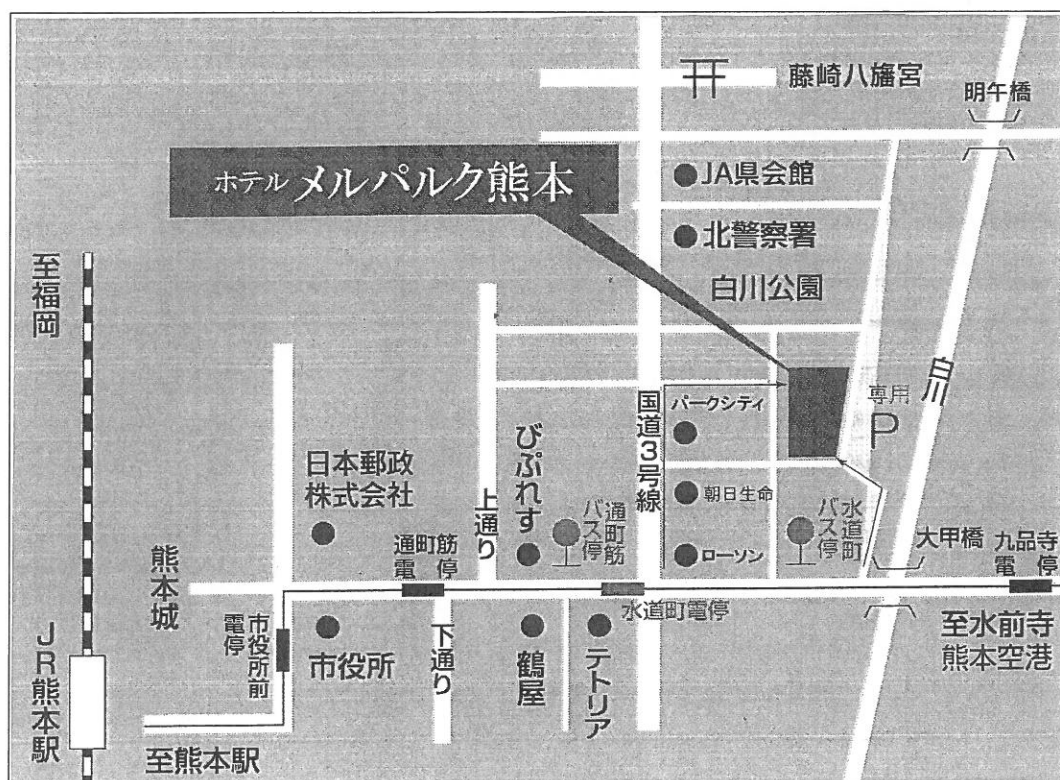 藤崎八旛宮
明午橋
ホテル メルパルク熊本
JA県会館
北警察署
白川公園
至福岡
白川
専用
P
国道3号線
パークシティ
びぷれす
日本郵政
株式会社
上通り
通町筋
バス停
朝日生命
水道町
バス停
ローソン
大甲橋
九品寺
電停
通町筋
電停
熊本城
市役所前
電停
市役所
下通り
鶴屋
テトリア
水道町電停
至水前寺
熊本空港
JR熊本駅
至熊本駅